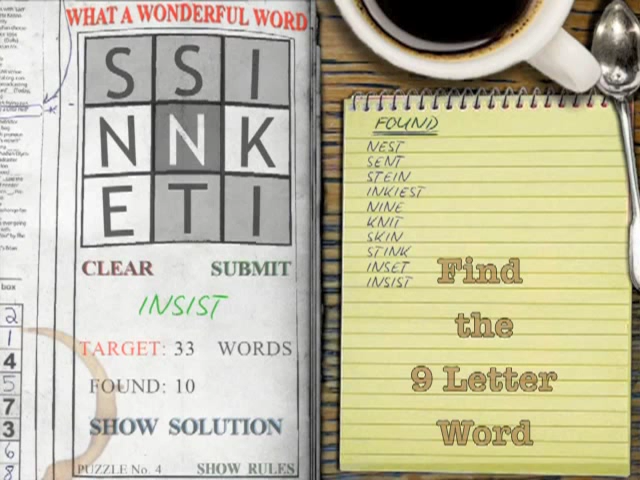 WHAT A WONDERFUL WORD
S S I
N N K
E T I
CLEAR SUBMIT
INSIST
TARGET: 33 WORDS
FOUND: 10
SHOW SOLUTION
PUZZLE No. 4 SHOW RULES
box
2
1
4
5
7
3
6
8
FOUND
NEST
SENT
STEIN
INKIEST
NINE
KNIT
SKIN
STINK
INSET
INSIST
Find
the
9 Letter
Word